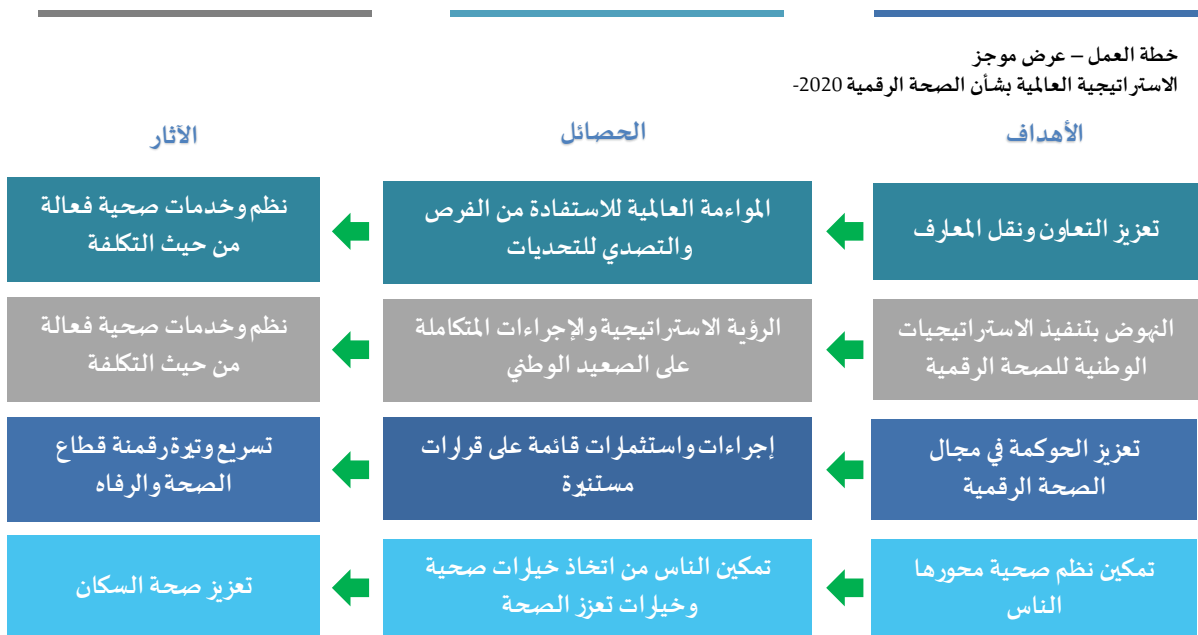 خطة العمل – عرض موجز
الاستراتيجية العالمية بشأن الصحة الرقمية 2020-
الأهداف
الحصائل
الآثار
تعزيز التعاون ونقل المعارف
المواءمة العالمية للاستفادة من الفرص
والتصدي للتحديات
نظم وخدمات صحية فعالة
من حيث التكلفة
النهوض بتنفيذ الاستراتيجيات
الوطنية للصحة الرقمية
الرؤية الاستراتيجية والإجراءات المتكاملة
على الصعيد الوطني
نظم وخدمات صحية فعالة
من حيث التكلفة
تعزيز الحوكمة في مجال
الصحة الرقمية
إجراءات واستثمارات قائمة على قرارات
مستنيرة
تسريع وتيرة رقمنة قطاع
الصحة والرفاه
تمكين نظم صحية محورها
الناس
تمكين الناس من اتخاذ خيارات صحية
وخيارات تعزز الصحة
تعزيز صحة السكان